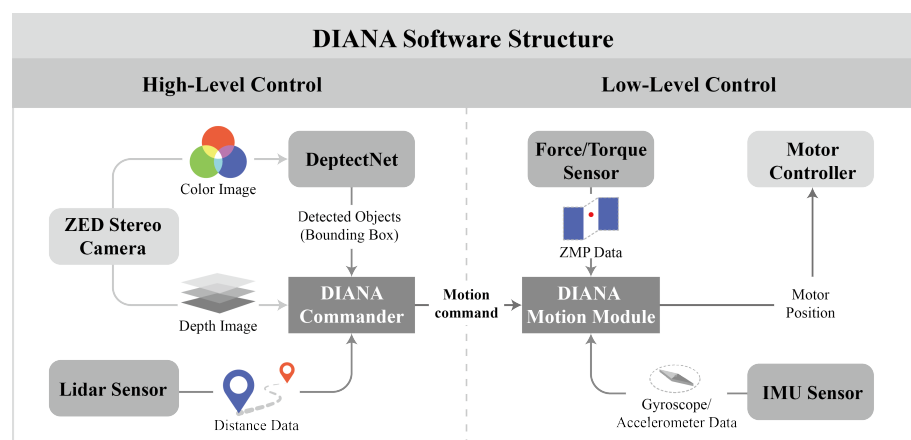 DIANA Software Structure
High-Level Control
Low-Level Control
DeptectNet
Color Image
ZED Stereo
Camera
Detected Objects
(Bounding Box)
Depth Image
DIANA
Commander
Lidar Sensor
Distance Data
Motion
command
Force/Torque
Sensor
ZMP Data
DIANA
Motion Module
Motor
Controller
Motor
Position
Gyroscope/
Accelerometer Data
IMU Sensor